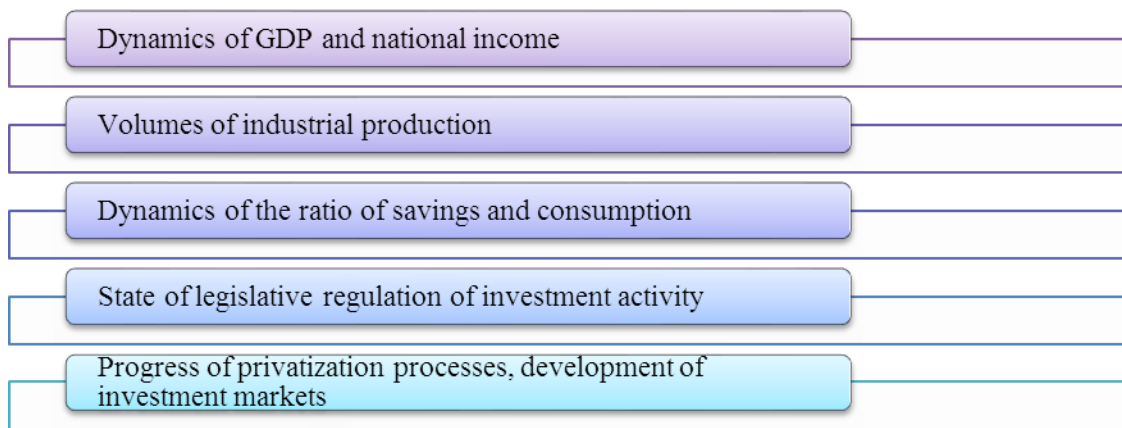 Dynamics of GDP and national income
Volumes of industrial production
Dynamics of the ratio of savings and consumption
State of legislative regulation of investment activity
Progress of privatization processes, development of
investment markets